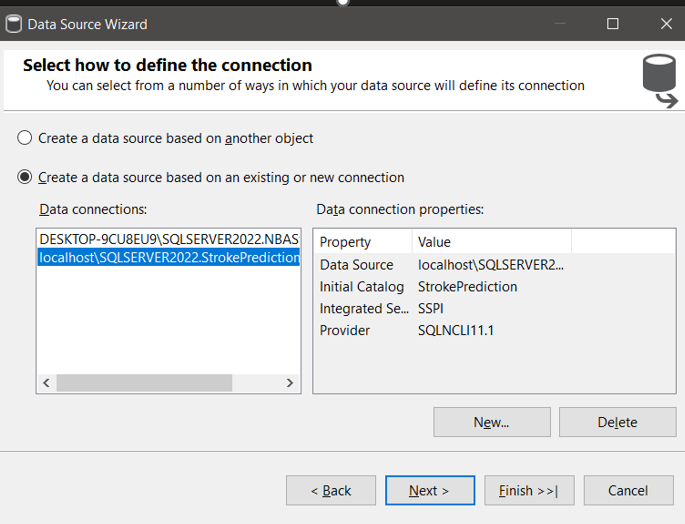 Data Source Wizard
Select how to define the connection
You can select from a number of ways in which your data source will define its connection
Create a data source based on another object
Create a data source based on an existing or new connection
Data connections:
Data connection properties:
DESKTOP-9CU8EU9\SQLSERVER2022.NBAS
localhost\SQLSERVER2022.StrokePrediction
Property Value
Data Source localhost\SQLSERVER2...
Initial Catalog StrokePrediction
Integrated Se... SSPI
Provider SQLNCLI11.1
New... Delete
< Back Next > Finish >>| Cancel